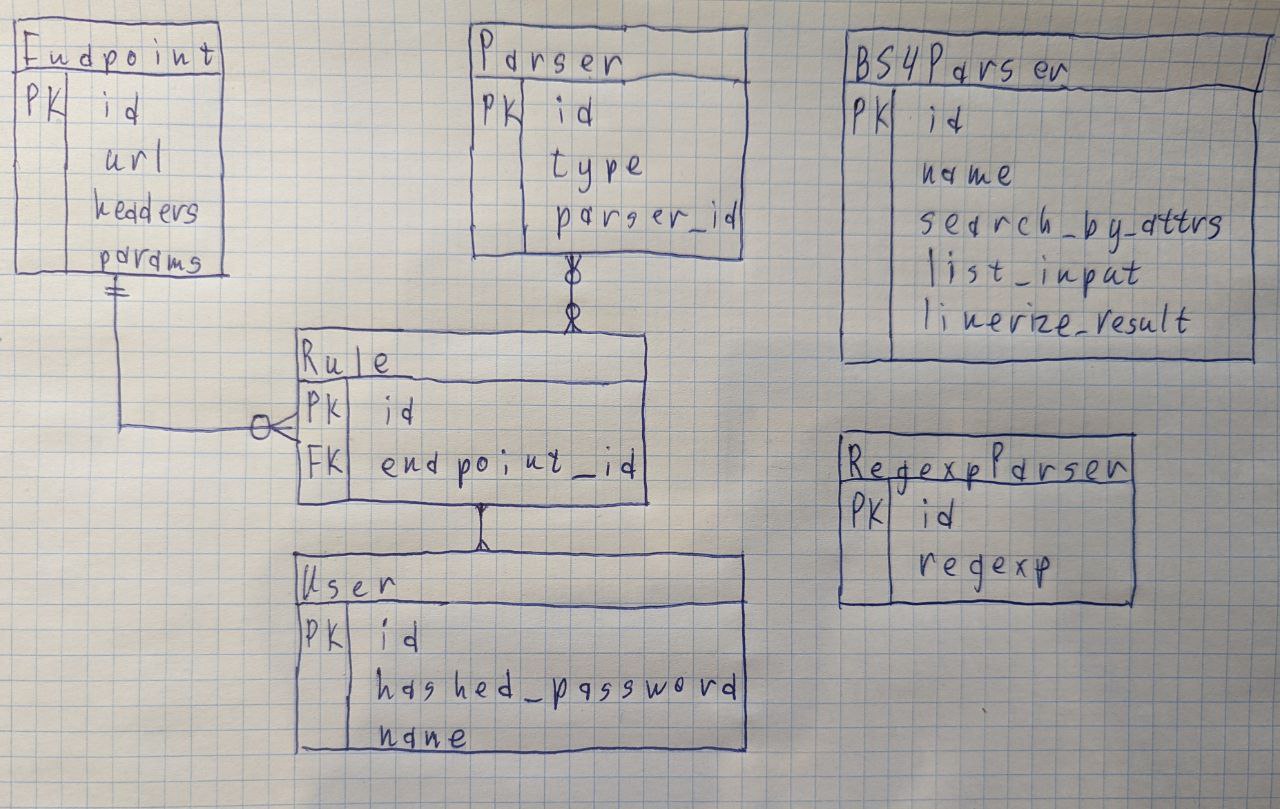 Endpoint
PK id
url
headers
params
Parser
PK id
type
parser_id
BS4Parser
PK id
name
search_by_attrs
list_input
linerize_result
Rule
PK id
FK endpoint_id
RegexpParser
PK id
regexp
User
PK id
hashed_password
name